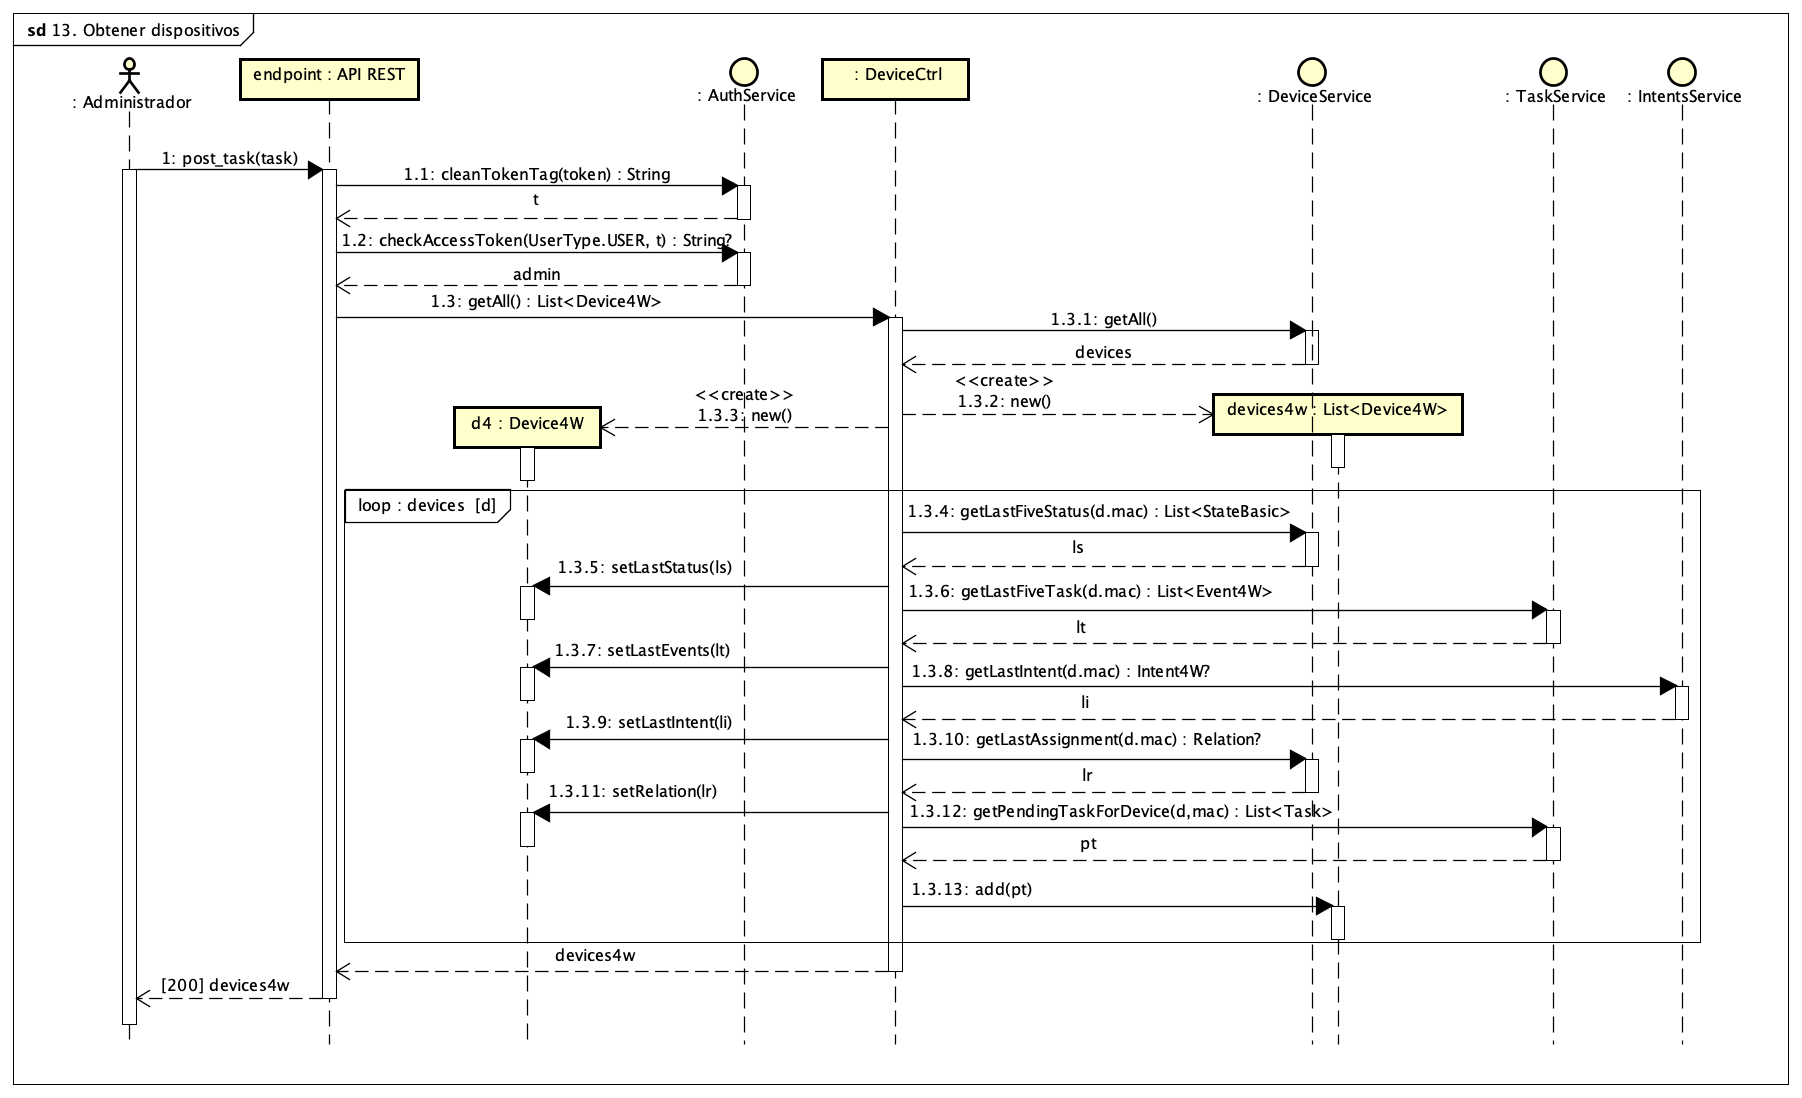 sd 13. Obtener dispositivos
: Administrador
endpoint : API REST
: AuthService
: DeviceCtrl
: DeviceService
: TaskService
: IntentsService
1: post_task(task)
1.1: cleanTokenTag(token) : String
t
1.2: checkAccessToken(UserType.USER, t) : String?
admin
1.3: getAll() : List<Device4W>
1.3.1: getAll()
devices
<<create>>
1.3.2: new()
devices4w : List<Device4W>
<<create>>
1.3.3: new()
d4 : Device4W
loop : devices [d]
1.3.4: getLastFiveStatus(d.mac) : List<StateBasic>
ls
1.3.5: setLastStatus(ls)
1.3.6: getLastFiveTask(d.mac) : List<Event4W>
lt
1.3.7: setLastEvents(lt)
1.3.8: getLastIntent(d.mac) : Intent4W?
li
1.3.9: setLastIntent(li)
1.3.10: getLastAssignment(d.mac) : Relation?
lr
1.3.11: setRelation(lr)
1.3.12: getPendingTaskForDevice(d,mac) : List<Task>
pt
1.3.13: add(pt)
devices4w
[200] devices4w